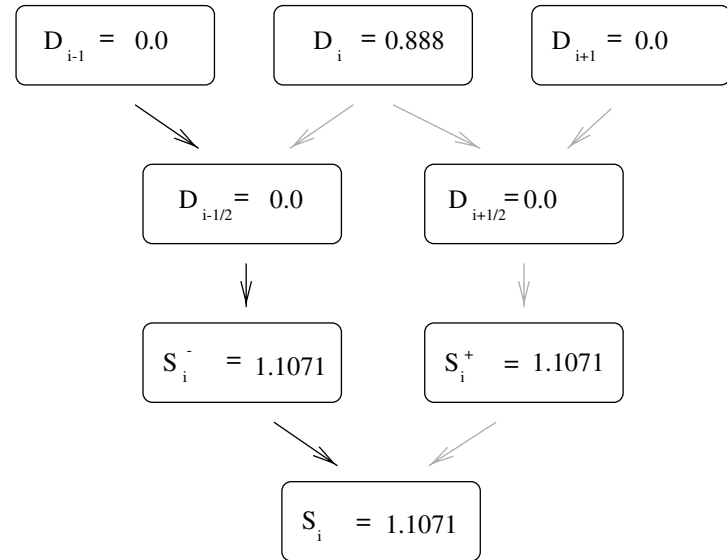 D i-1 = 0.0
D i = 0.888
D i+1 = 0.0
D i-1/2 = 0.0
D i+1/2 = 0.0
S i - = 1.1071
S i + = 1.1071
S i = 1.1071